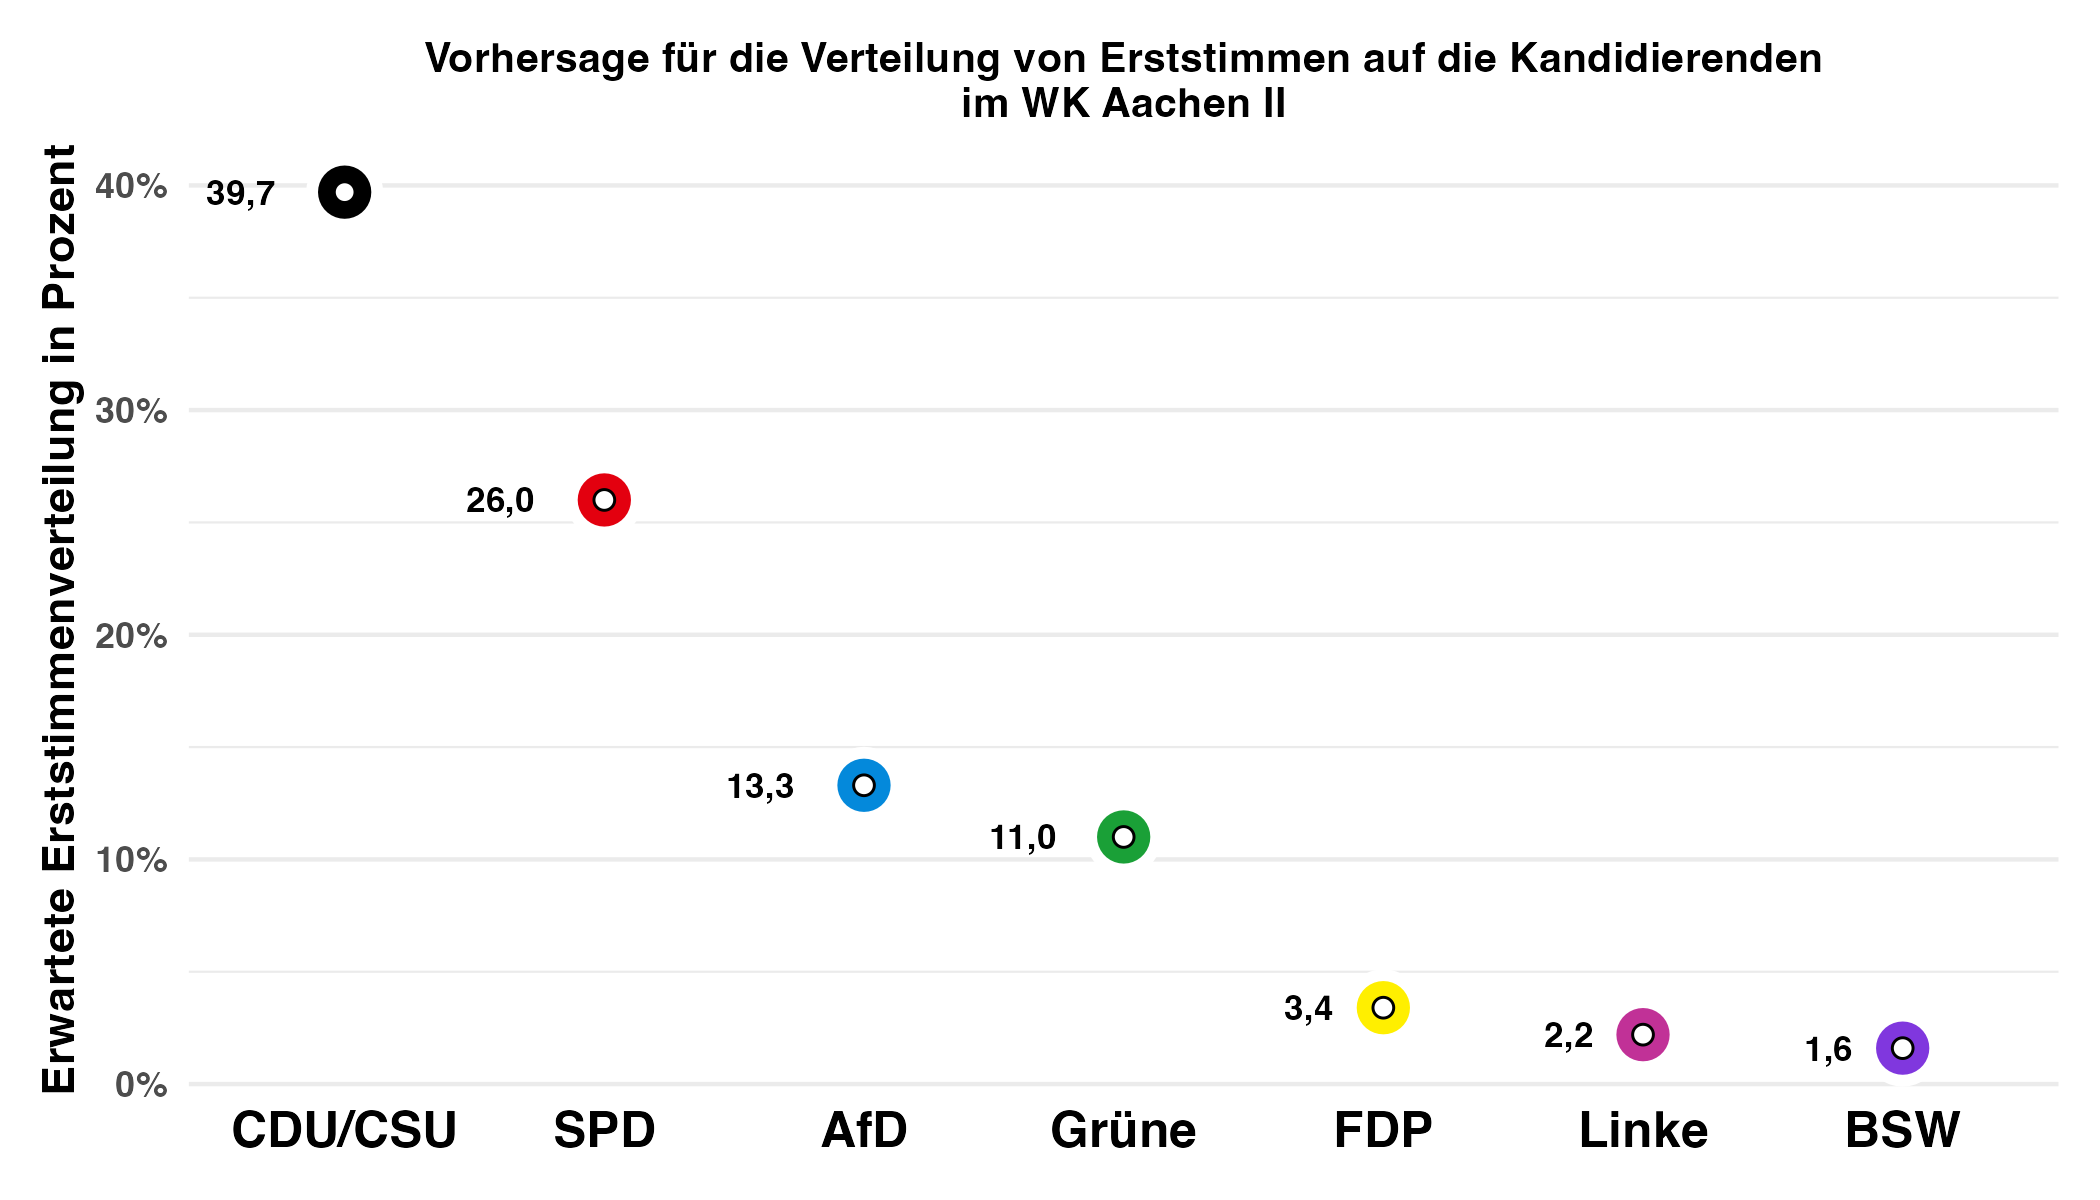 Vorhersage für die Verteilung von Erststimmen auf die Kandidierenden
im WK Aachen II
Erwartete Erststimmenverteilung in Prozent
40%
30%
20%
10%
0%
39,7
26,0
13,3
11,0
3,4
2,2
1,6
CDU/CSU
SPD
AfD
Grüne
FDP
Linke
BSW